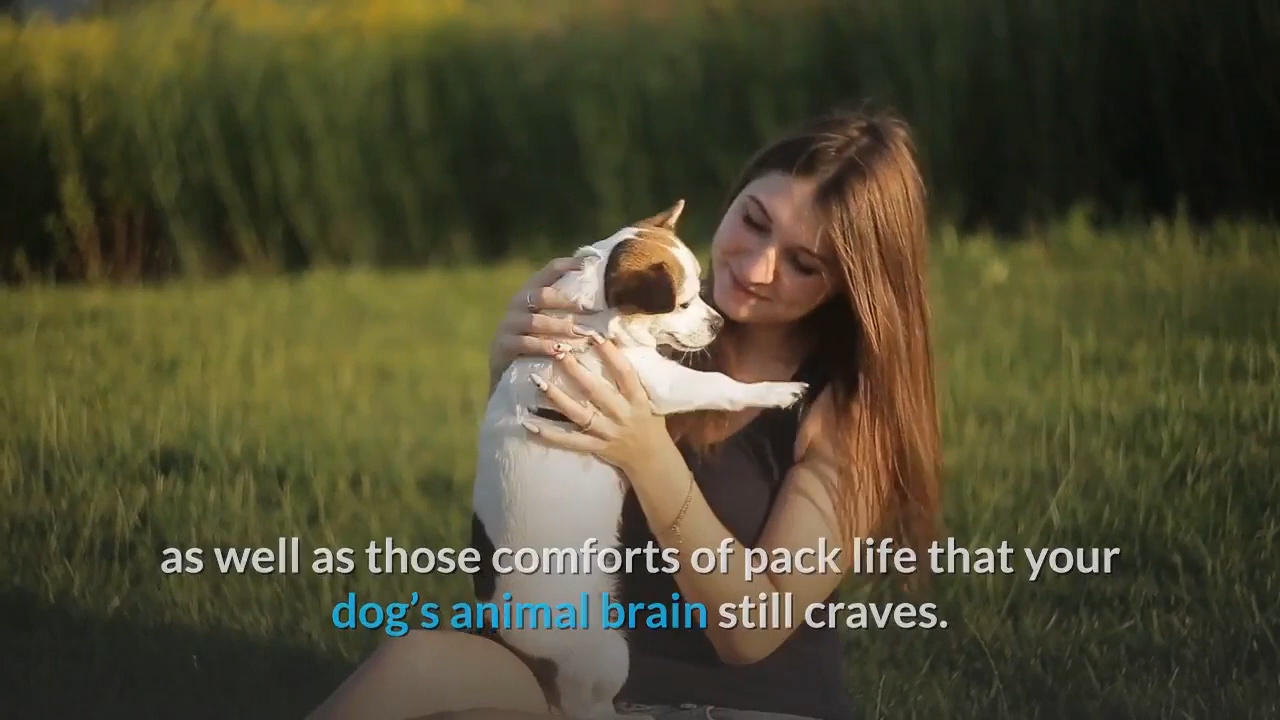 as well as those comforts of pack life that your
dog’s animal brain still craves.